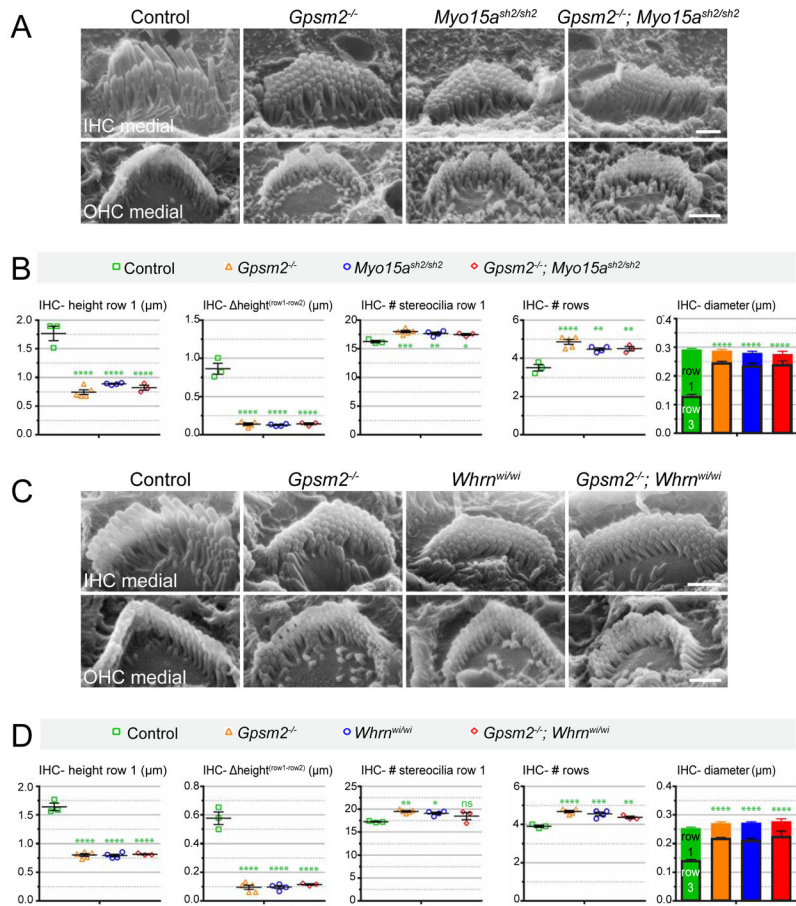 A
Control Gpsm2-/- Myo15ash2/sh2 Gpsm2-/-; Myo15ash2/sh2
IHC medial
OHC medial
B
Control Gpsm2-/- Myo15ash2/sh2 Gpsm2-/-; Myo15ash2/sh2
IHC- height row 1 (μm) IHC- Δheight(row1-row2) (μm) IHC- # stereocilia row 1 IHC- # rows IHC- diameter (μm)
2.0 1.5 1.0 0.5 0.0
**** **** ****
1.5 1.0 0.5 0.0
**** **** ****
20 15 10 5 0
*** ** *
6 4 2 0
**** ** **
0.4 0.3 0.2 0.1 0.0
**** **** ****
row 1
row 3
C
Control Gpsm2-/- Whrnwi/wi Gpsm2-/-; Whrnwi/wi
IHC medial
OHC medial
D
Control Gpsm2-/- Whrnwi/wi Gpsm2-/-; Whrnwi/wi
IHC- height row 1 (μm) IHC- Δheight(row1-row2) (μm) IHC- # stereocilia row 1 IHC- # rows IHC- diameter (μm)
2.0 1.5 1.0 0.5 0.0
**** **** ****
0.8 0.6 0.4 0.2 0.0
**** **** ****
25 20 15 10 5 0
** * ns
6 4 2 0
**** *** **
0.4 0.3 0.2 0.1 0.0
**** **** ****
row 1
row 3